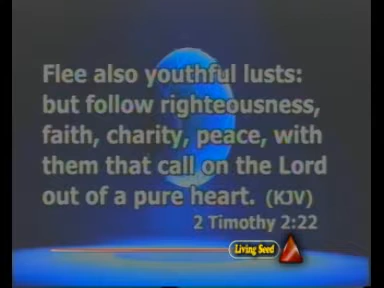 Flee also youthful lusts:
but follow righteousness,
faith, charity, peace, with
them that call on the Lord
out of a pure heart. (KJV)
2 Timothy 2:22
Living Seed